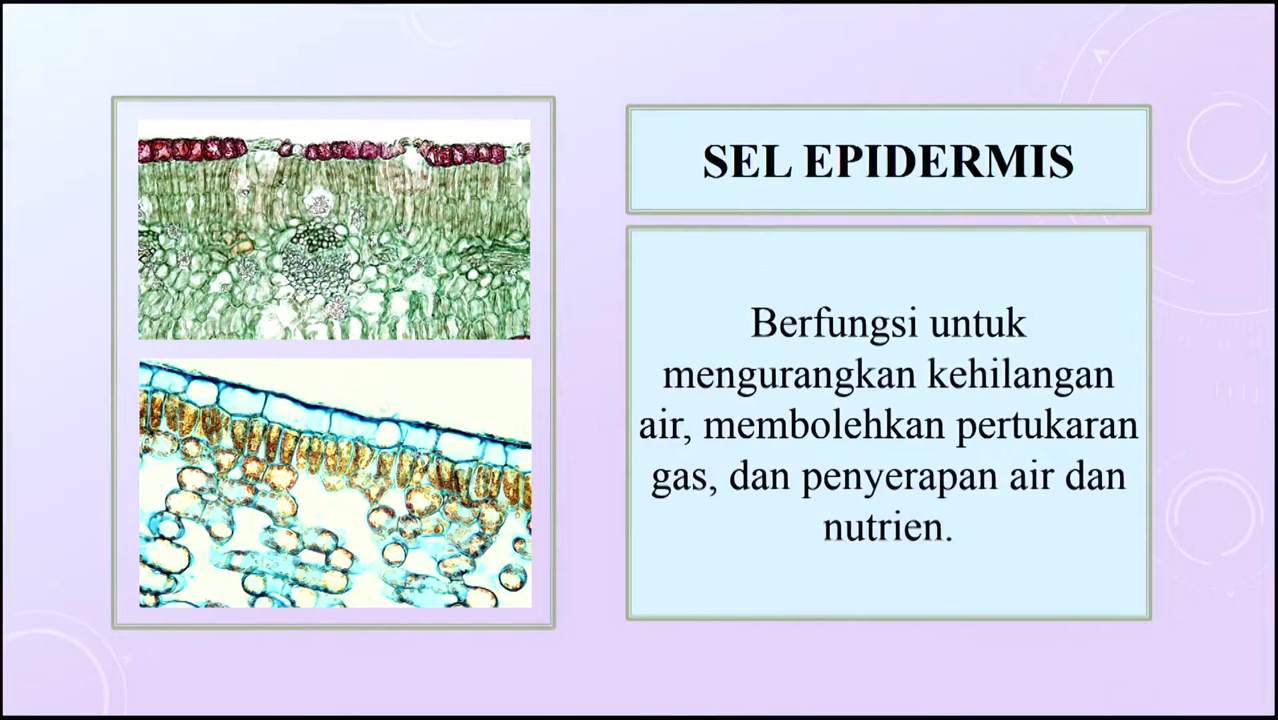 SEL EPIDERMIS
Berfungsi untuk
mengurangkan kehilangan
air, membolehkan pertukaran
gas, dan penyerapan air dan
nutrien.